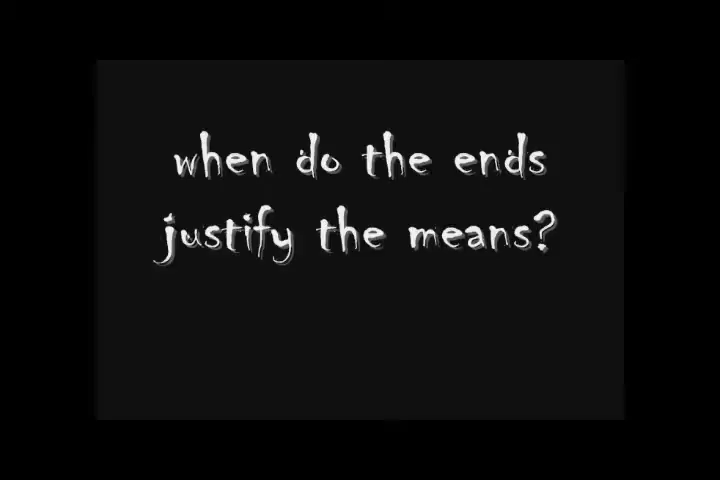 when do the ends
justify the means?